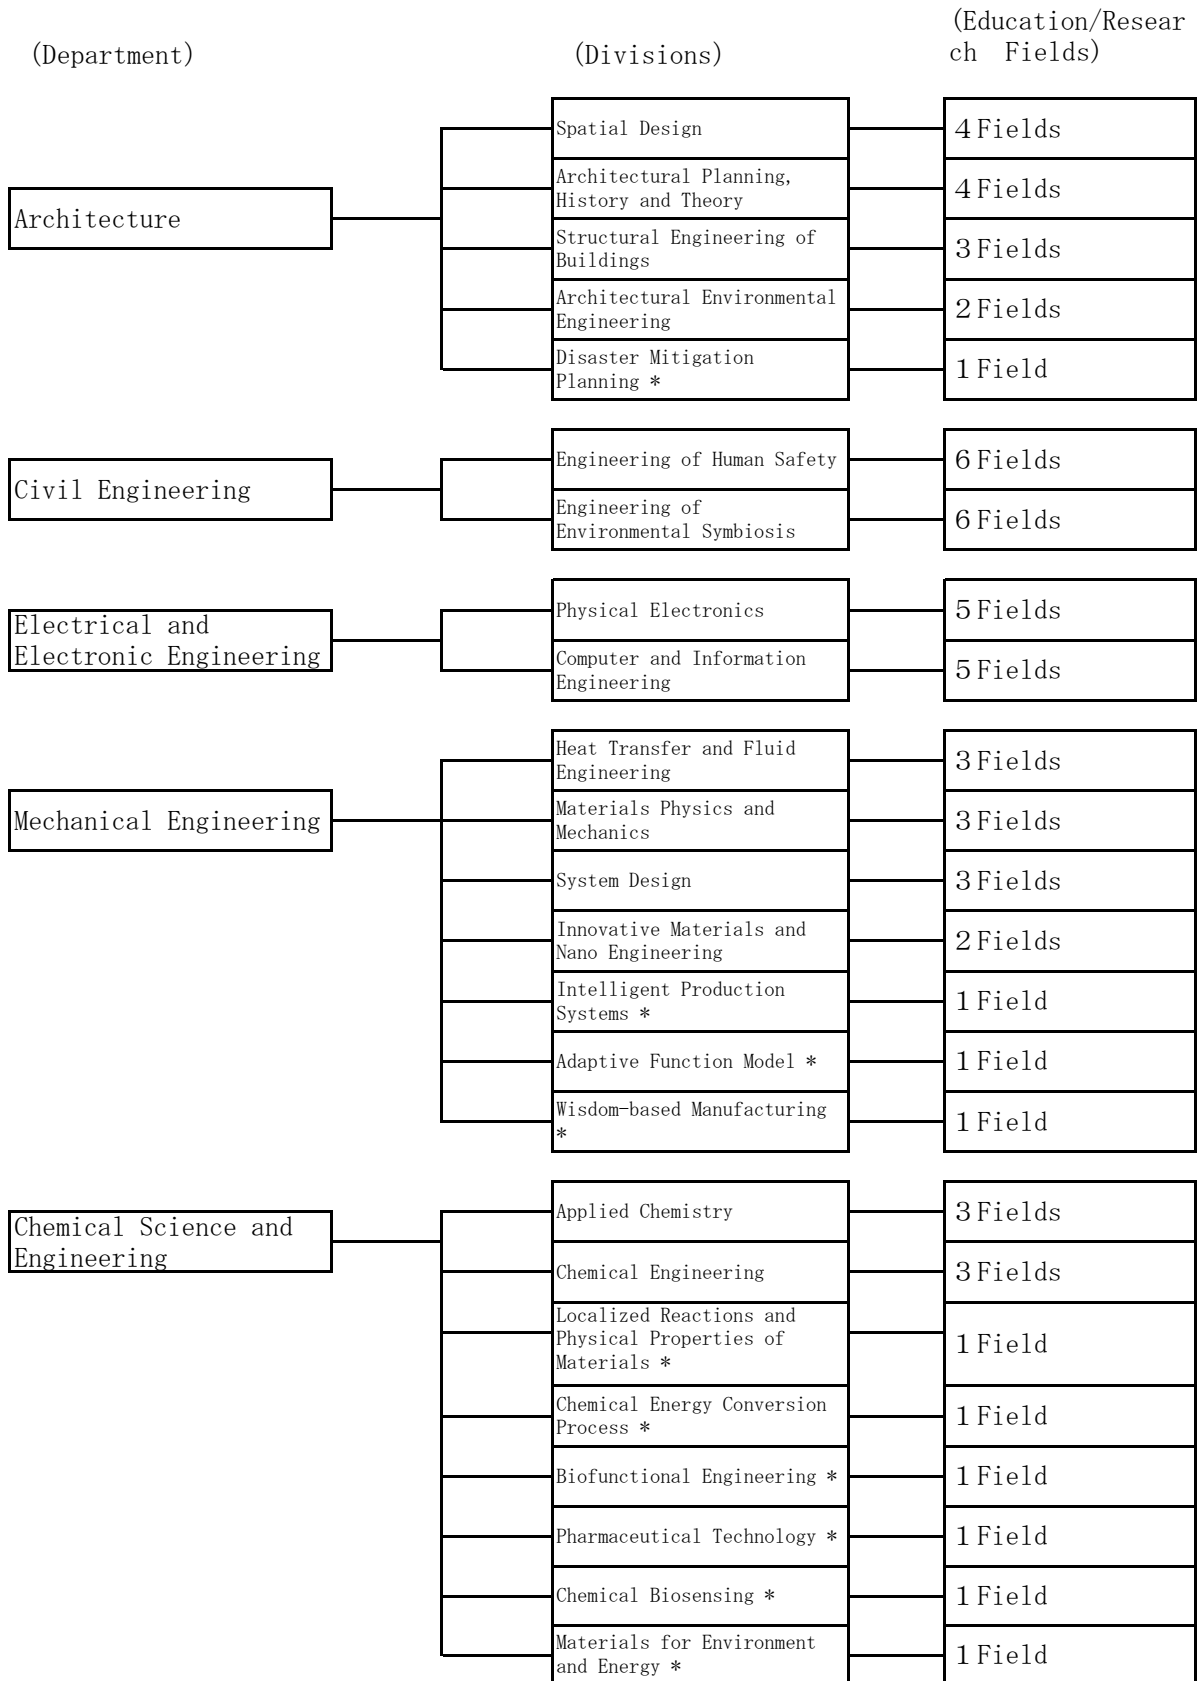 (Department)
(Divisions)
(Education/Resear
ch Fields)
Architecture
Spatial Design
4 Fields
Architectural Planning,
History and Theory
4 Fields
Structural Engineering of
Buildings
3 Fields
Architectural Environmental
Engineering
2 Fields
Disaster Mitigation
Planning *
1 Field
Civil Engineering
Engineering of Human Safety
6 Fields
Engineering of
Environmental Symbiosis
6 Fields
Electrical and
Electronic Engineering
Physical Electronics
5 Fields
Computer and Information
Engineering
5 Fields
Mechanical Engineering
Heat Transfer and Fluid
Engineering
3 Fields
Materials Physics and
Mechanics
3 Fields
System Design
3 Fields
Innovative Materials and
Nano Engineering
2 Fields
Intelligent Production
Systems *
1 Field
Adaptive Function Model *
1 Field
Wisdom-based Manufacturing
*
1 Field
Chemical Science and
Engineering
Applied Chemistry
3 Fields
Chemical Engineering
3 Fields
Localized Reactions and
Physical Properties of
Materials *
1 Field
Chemical Energy Conversion
Process *
1 Field
Biofunctional Engineering *
1 Field
Pharmaceutical Technology *
1 Field
Chemical Biosensing *
1 Field
Materials for Environment
and Energy *
1 Field